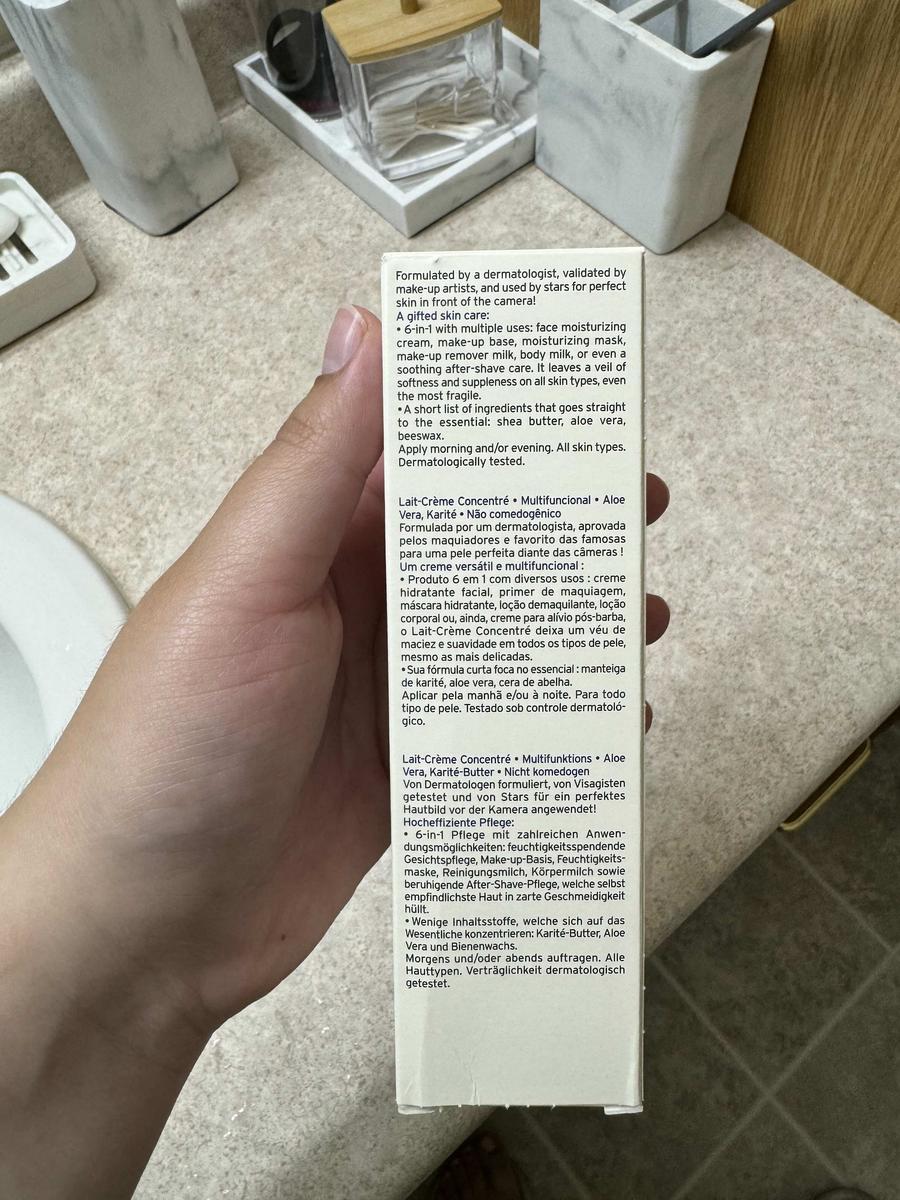 Formulated by a dermatologist, validated by
make-up artists, and used by stars for perfect
skin in front of the camera!
A gifted skin care:
• 6-in-1 with multiple uses: face moisturizing
cream, make-up base, moisturizing mask,
make-up remover milk, body milk, or even a
soothing after-shave care. It leaves a veil of
softness and suppleness on all skin types, even
the most fragile.
•A short list of ingredients that goes straight
to the essential: shea butter, aloe vera,
beeswax.
Apply morning and/or evening. All skin types.
Dermatologically tested.
Lait-Crème Concentré • Multifuncional • Aloe
Vera, Karité • Não comedogênico
Formulada por um dermatologista, aprovada
pelos maquiadores e favorito das famosas
para uma pele perfeita diante das câmeras !
Um creme versátil e multifuncional :
• Produto 6 em 1 com diversos usos : creme
hidratante facial, primer de maquiagem,
máscara hidratante, loção demaquilante, loção
corporal ou, ainda, creme para alívio pós-barba,
o Lait-Crème Concentré deixa um véu de
maciez e suavidade em todos os tipos de pele,
mesmo as mais delicadas.
•Sua fórmula curta foca no essencial : manteiga
de karité, aloe vera, cera de abelha.
Aplicar pela manhã e/ou à noite. Para todo
tipo de pele. Testado sob controle dermatoló-
gico.
Lait-Crème Concentré • Multifunktions • Aloe
Vera, Karité-Butter • Nicht komedogen
Von Dermatologen formuliert, von Visagisten
getestet und von Stars für ein perfektes
Hautbild vor der Kamera angewendet!
Hocheffiziente Pflege:
• 6-in-1 Pflege mit zahlreichen Anwen-
dungsmöglichkeiten: feuchtigkeitsspendende
Gesichtspflege, Make-up-Basis, Feuchtigkeits-
maske, Reinigungsmilch, Körpermilch sowie
beruhigende After-Shave-Pflege, welche selbst
empfindlichste Haut in zarte Geschmeidigkeit
hüllt.
•Wenige Inhaltsstoffe, welche sich auf das
Wesentliche konzentrieren: Karité-Butter, Aloe
Vera und Bienenwachs.
Morgens und/oder abends auftragen. Alle
Hauttypen. Verträglichkeit dermatologisch
getestet.